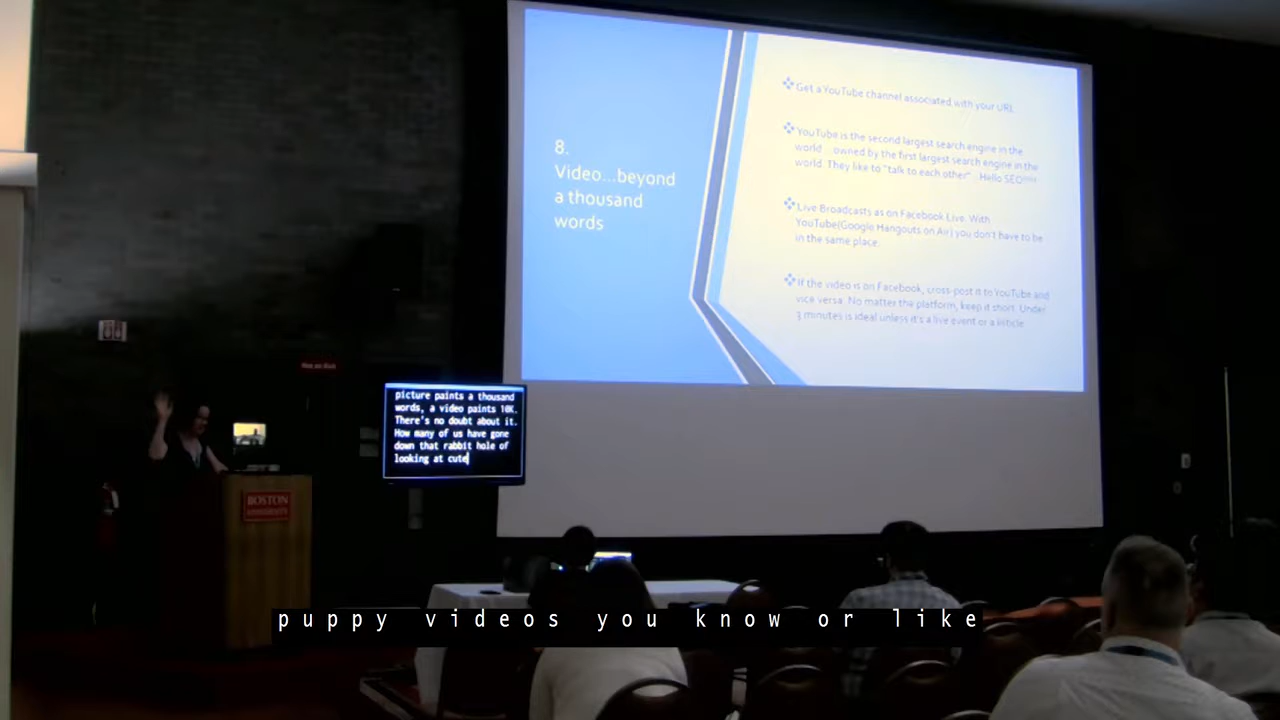 8.
Video...beyond
a thousand
words
Get a YouTube channel associated with your URL
YouTube is the second largest search engine in the
world... owned by the first largest search engine in the
world. They like to "talk to each other"... Hello SEO!!!!!
Live Broadcasts as on Facebook Live. With
YouTube(Google Hangouts on Air) you don't have to be
in the same place.
If the video is on Facebook, cross-post it to YouTube and
vice versa. No matter the platform, keep it short. Under
3 minutes is ideal unless it's a live event or a listicle.
picture paints a thousand
words, a video paints 10K.
There's no doubt about it.
How many of us have gone
down that rabbit hole of
looking at cute
BOSTON
UNIVERSITY
puppy videos you know or like